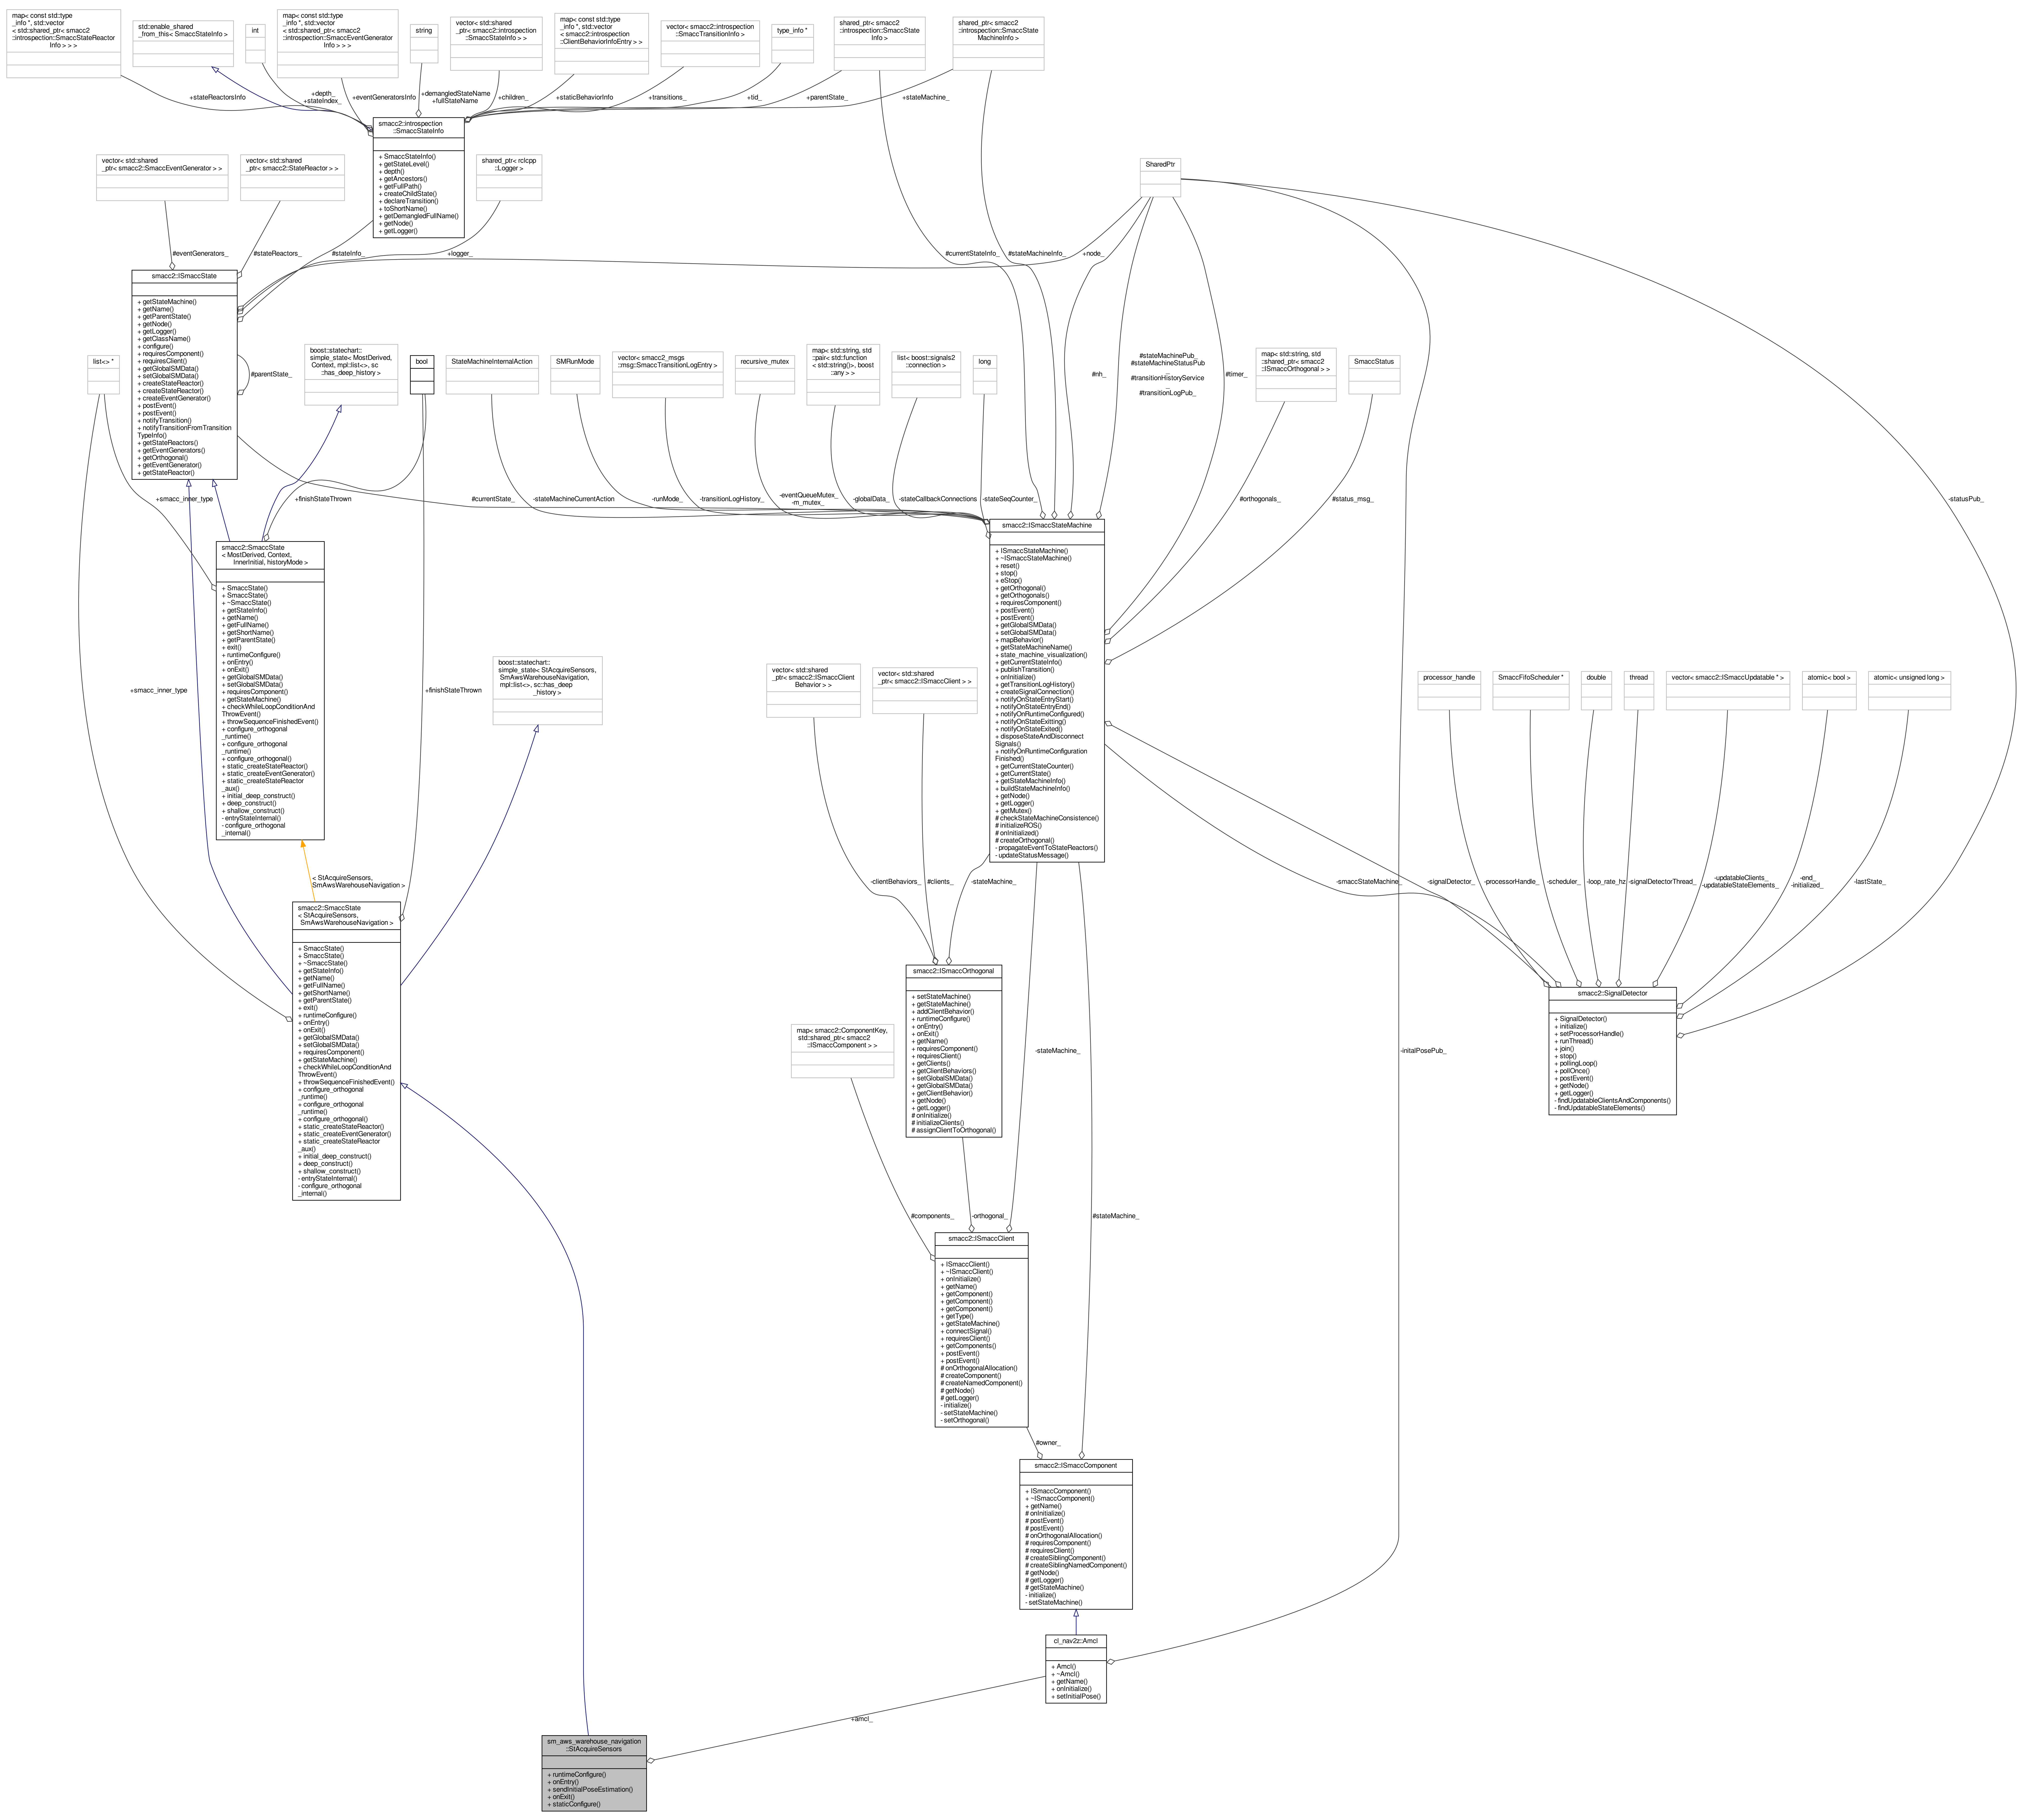 map< const std::type
_info *, std::vector
< std::shared_ptr< smacc2
::introspection::SmaccStateReactor
Info > > >
std::enable_shared
_from_this< SmaccStateInfo >
int
map< const std::type
_info *, std::vector
< std::shared_ptr< smacc2
::introspection::SmaccEventGenerator
Info > > >
string
vector< std::shared
_ptr< smacc2::introspection
::SmaccStateInfo > >
map< const std::type
_info *, std::vector
< smacc2::introspection
::ClientBehaviorInfoEntry > >
vector< smacc2::introspection
::SmaccTransitionInfo >
type_info *
shared_ptr< smacc2
::introspection::SmaccState
Info >
shared_ptr< smacc2
::introspection::SmaccState
MachineInfo >
+stateReactorsInfo
+depth_
+stateIndex_
+eventGeneratorsInfo
+demangledStateName
+fullStateName
+children_
+staticBehaviorInfo
+transitions_
+tid_
+parentState_
+stateMachine_
smacc2::introspection
::SmaccStateInfo
+ SmaccStateInfo()
+ getStateLevel()
+ depth()
+ getAncestors()
+ getFullPath()
+ createChildState()
+ declareTransition()
+ toShortName()
+ getDemangledFullName()
+ getNode()
+ getLogger()
vector< std::shared
_ptr< smacc2::SmaccEventGenerator > >
vector< std::shared
_ptr< smacc2::StateReactor > >
shared_ptr< rclcpp
::Logger >
SharedPtr
#eventGenerators_
#stateReactors_
#stateInfo_
+logger_
#currentStateInfo_
#stateMachineInfo_
+node_
smacc2::ISmaccState
+ getStateMachine()
+ getName()
+ getParentState()
+ getNode()
+ getLogger()
+ getClassName()
+ configure()
+ requiresComponent()
+ requiresClient()
+ getGlobalSMData()
+ setGlobalSMData()
+ createStateReactor()
+ createStateReactor()
+ createEventGenerator()
+ postEvent()
+ postEvent()
+ notifyTransition()
+ notifyTransitionFromTransition
TypeInfo()
+ getStateReactors()
+ getEventGenerators()
+ getOrthogonal()
+ getEventGenerator()
+ getStateReactor()
#parentState_
list<> *
boost::statechart::
simple_state< MostDerived,
Context, mpl::list<>, sc
::has_deep_history >
bool
StateMachineInternalAction
SMRunMode
vector< smacc2_msgs
::msg::SmaccTransitionLogEntry >
recursive_mutex
map< std::string, std
::pair< std::function
< std::string()>, boost
::any > >
list< boost::signals2
::connection >
long
#nh_
#stateMachinePub_
#stateMachineStatusPub
_
#transitionHistoryService
_
#transitionLogPub_
#timer_
map< std::string, std
::shared_ptr< smacc2
::ISmaccOrthogonal > >
SmaccStatus
+smacc_inner_type
+finishStateThrown
#currentState_
-stateMachineCurrentAction
-runMode_
-transitionLogHistory_
-eventQueueMutex_
-m_mutex_
-globalData_
-stateCallbackConnections
-stateSeqCounter_
#orthogonals_
#status_msg_
-statusPub_
smacc2::SmaccState
< MostDerived, Context,
InnerInitial, historyMode >
+ SmaccState()
+ SmaccState()
+ ~SmaccState()
+ getStateInfo()
+ getName()
+ getFullName()
+ getShortName()
+ getParentState()
+ exit()
+ runtimeConfigure()
+ onEntry()
+ onExit()
+ getGlobalSMData()
+ setGlobalSMData()
+ requiresComponent()
+ getStateMachine()
+ checkWhileLoopConditionAnd
ThrowEvent()
+ throwSequenceFinishedEvent()
+ configure_orthogonal
_runtime()
+ configure_orthogonal
_runtime()
+ configure_orthogonal()
+ static_createStateReactor()
+ static_createEventGenerator()
+ static_createStateReactor
_aux()
+ initial_deep_construct()
+ deep_construct()
+ shallow_construct()
- entryStateInternal()
- configure_orthogonal
_internal()
smacc2::ISmaccStateMachine
+ ISmaccStateMachine()
+ ~ISmaccStateMachine()
+ reset()
+ stop()
+ eStop()
+ getOrthogonal()
+ getOrthogonals()
+ requiresComponent()
+ postEvent()
+ postEvent()
+ getGlobalSMData()
+ setGlobalSMData()
+ mapBehavior()
+ getStateMachineName()
+ state_machine_visualization()
+ getCurrentStateInfo()
+ publishTransition()
+ onInitialize()
+ getTransitionLogHistory()
+ createSignalConnection()
+ notifyOnStateEntryStart()
+ notifyOnStateEntryEnd()
+ notifyOnRuntimeConfigured()
+ notifyOnStateExitting()
+ notifyOnStateExited()
+ disposeStateAndDisconnect
Signals()
+ notifyOnRuntimeConfiguration
Finished()
+ getCurrentStateCounter()
+ getCurrentState()
+ getStateMachineInfo()
+ buildStateMachineInfo()
+ getNode()
+ getLogger()
+ getMutex()
# checkStateMachineConsistence()
# initializeROS()
# onInitialized()
# createOrthogonal()
- propagateEventToStateReactors()
- updateStatusMessage()
+smacc_inner_type
+finishStateThrown
boost::statechart::
simple_state< StAcquireSensors,
SmAwsWarehouseNavigation,
mpl::list<>, sc::has_deep
_history >
vector< std::shared
_ptr< smacc2::ISmaccClient
Behavior > >
vector< std::shared
_ptr< smacc2::ISmaccClient > >
processor_handle
SmaccFifoScheduler *
double
thread
vector< smacc2::ISmaccUpdatable * >
atomic< bool >
atomic< unsigned long >
< StAcquireSensors,
SmAwsWarehouseNavigation >
-clientBehaviors_
#clients_
-stateMachine_
-smaccStateMachine_
-signalDetector_
-processorHandle_
-scheduler_
-loop_rate_hz
-signalDetectorThread_
-updatableClients_
-updatableStateElements_
-end_
-initialized_
-lastState_
smacc2::SmaccState
< StAcquireSensors,
SmAwsWarehouseNavigation >
+ SmaccState()
+ SmaccState()
+ ~SmaccState()
+ getStateInfo()
+ getName()
+ getFullName()
+ getShortName()
+ getParentState()
+ exit()
+ runtimeConfigure()
+ onEntry()
+ onExit()
+ getGlobalSMData()
+ setGlobalSMData()
+ requiresComponent()
+ getStateMachine()
+ checkWhileLoopConditionAnd
ThrowEvent()
+ throwSequenceFinishedEvent()
+ configure_orthogonal
_runtime()
+ configure_orthogonal
_runtime()
+ configure_orthogonal()
+ static_createStateReactor()
+ static_createEventGenerator()
+ static_createStateReactor
_aux()
+ initial_deep_construct()
+ deep_construct()
+ shallow_construct()
- entryStateInternal()
- configure_orthogonal
_internal()
smacc2::ISmaccOrthogonal
+ setStateMachine()
+ getStateMachine()
+ addClientBehavior()
+ runtimeConfigure()
+ onEntry()
+ onExit()
+ getName()
+ requiresComponent()
+ requiresClient()
+ getClients()
+ getClientBehaviors()
+ setGlobalSMData()
+ getGlobalSMData()
+ getClientBehavior()
+ getNode()
+ getLogger()
# onInitialize()
# initializeClients()
# assignClientToOrthogonal()
smacc2::SignalDetector
+ SignalDetector()
+ initialize()
+ setProcessorHandle()
+ runThread()
+ join()
+ stop()
+ pollingLoop()
+ pollOnce()
+ postEvent()
+ getNode()
+ getLogger()
- findUpdatableClientsAndComponents()
- findUpdatableStateElements()
map< smacc2::ComponentKey,
std::shared_ptr< smacc2
::ISmaccComponent > >
-stateMachine_
-initalPosePub_
#components_
-orthogonal_
#stateMachine_
smacc2::ISmaccClient
+ ISmaccClient()
+ ~ISmaccClient()
+ onInitialize()
+ getName()
+ getComponent()
+ getComponent()
+ getComponent()
+ getType()
+ getStateMachine()
+ connectSignal()
+ requiresClient()
+ getComponents()
+ postEvent()
+ postEvent()
# onOrthogonalAllocation()
# createComponent()
# createNamedComponent()
# getNode()
# getLogger()
- initialize()
- setStateMachine()
- setOrthogonal()
#owner_
smacc2::ISmaccComponent
+ ISmaccComponent()
+ ~ISmaccComponent()
+ getName()
# onInitialize()
# postEvent()
# postEvent()
# onOrthogonalAllocation()
# requiresComponent()
# requiresClient()
# createSiblingComponent()
# createSiblingNamedComponent()
# getNode()
# getLogger()
# getStateMachine()
- initialize()
- setStateMachine()
cl_nav2z::Amcl
+ Amcl()
+ ~Amcl()
+ getName()
+ onInitialize()
+ setInitialPose()
+amcl_
sm_aws_warehouse_navigation
::StAcquireSensors
+ runtimeConfigure()
+ onEntry()
+ sendInitialPoseEstimation()
+ onExit()
+ staticConfigure()